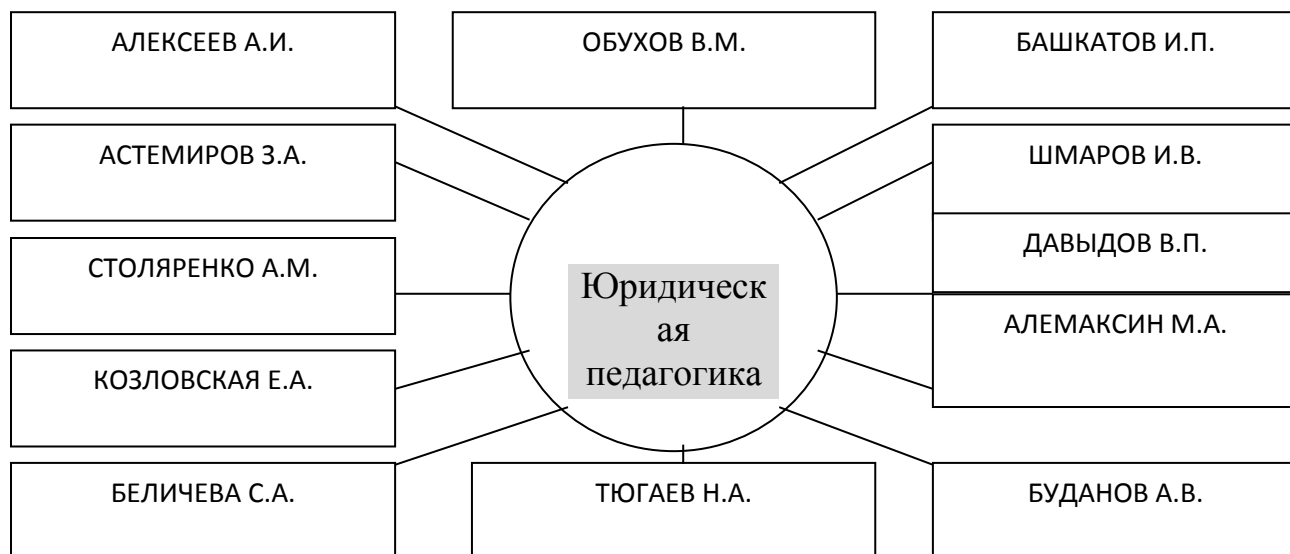 АЛЕКСЕЕВ А.И.
ОБУХОВ В.М.
БАШКАТОВ И.П.
АСТЕМИРОВ З.А.
ШМАРОВ И.В.
СТОЛЯРЕНКО А.М.
ДАВЫДОВ В.П.
Юридическ
ая
педагогика
АЛЕМАКСИН М.А.
КОЗЛОВСКАЯ Е.А.
БЕЛИЧЕВА С.А.
ТЮГАЕВ Н.А.
БУДАНОВ А.В.